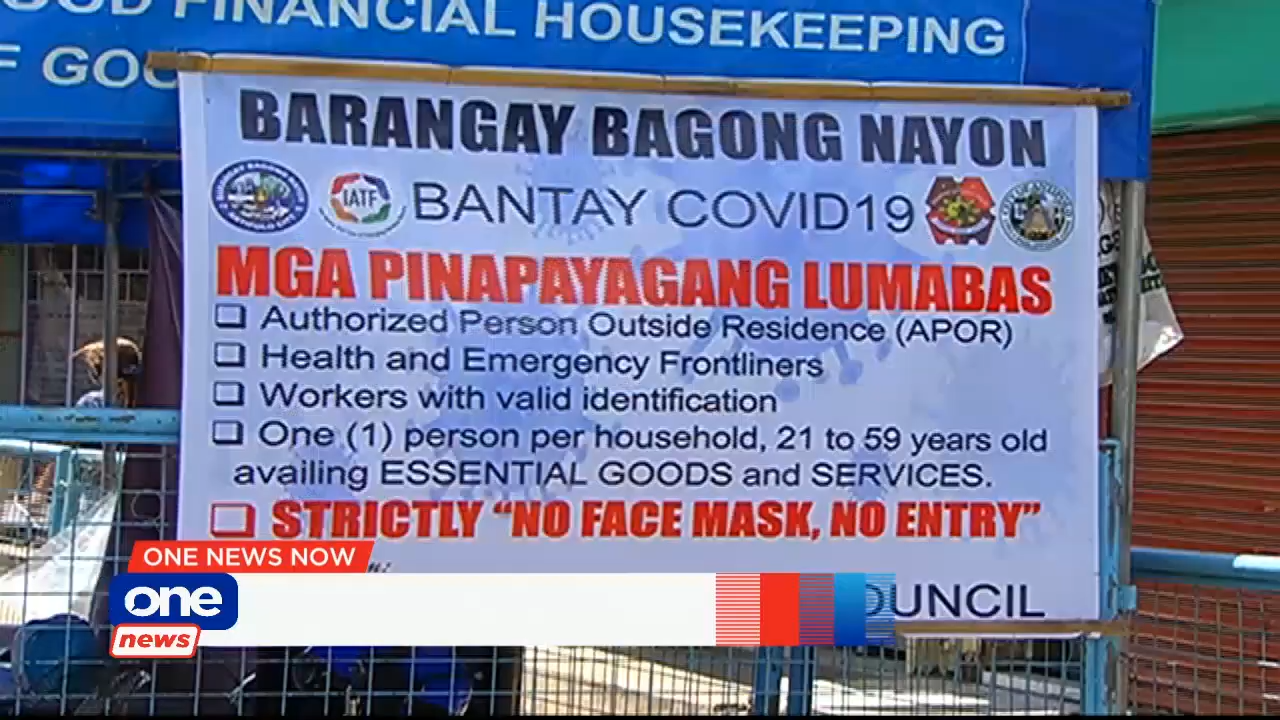 OOD FINANCIAL HOUSEKEEPING
F GOO
BARANGAY BAGONG NAYON
IATF
BANTAY COVID19
MGA PINAPAYAGANG LUMABAS
Authorized Person Outside Residence (APOR)
Health and Emergency Frontliners
Workers with valid identification
One (1) person per household, 21 to 59 years old
availing ESSENTIAL GOODS and SERVICES.
STRICTLY “NO FACE MASK, NO ENTRY”
OUNCIL
ONE NEWS NOW
one
news